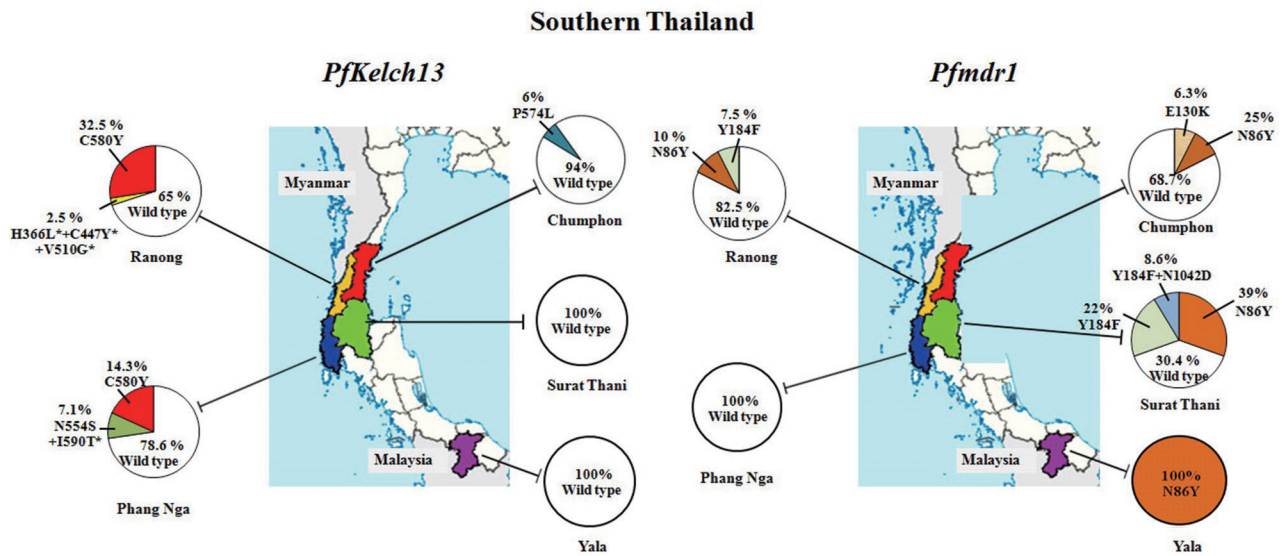 Southern Thailand
PfKelch13
32.5 %
C580Y
65 %
Wild type
2.5 %
H366L*+C447Y*
+V510G*
Ranong
Myanmar
6%
P574L
94%
Wild type
Chumphon
100%
Wild type
Surat Thani
14.3%
C580Y
7.1%
N554S
+I590T*
78.6 %
Wild type
Phang Nga
Malaysia
100%
Wild type
Yala
Pfmdr1
7.5 %
Y184F
10 %
N86Y
82.5 %
Wild type
Ranong
Myanmar
6.3%
E130K
25%
N86Y
68.7%
Wild type
Chumphon
8.6%
Y184F+N1042D
39%
N86Y
22%
Y184F
30.4 %
Wild type
Surat Thani
100%
Wild type
Phang Nga
Malaysia
100%
N86Y
Yala